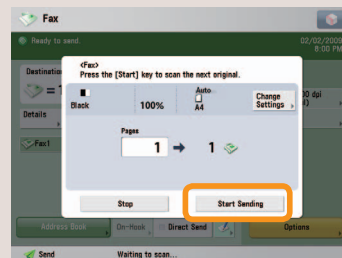 Fax
Ready to send.
02/02/2009
8:00 PM
Destination
= 1
Details
Fax1
<Fax>
Press the [Start] key to scan the next original.
Black
100%
Auto
A4
Change
Settings
Pages
1 → 1
Stop
Start Sending
Address Book
On-Hook
Direct Send
Options
Send
Waiting to scan...